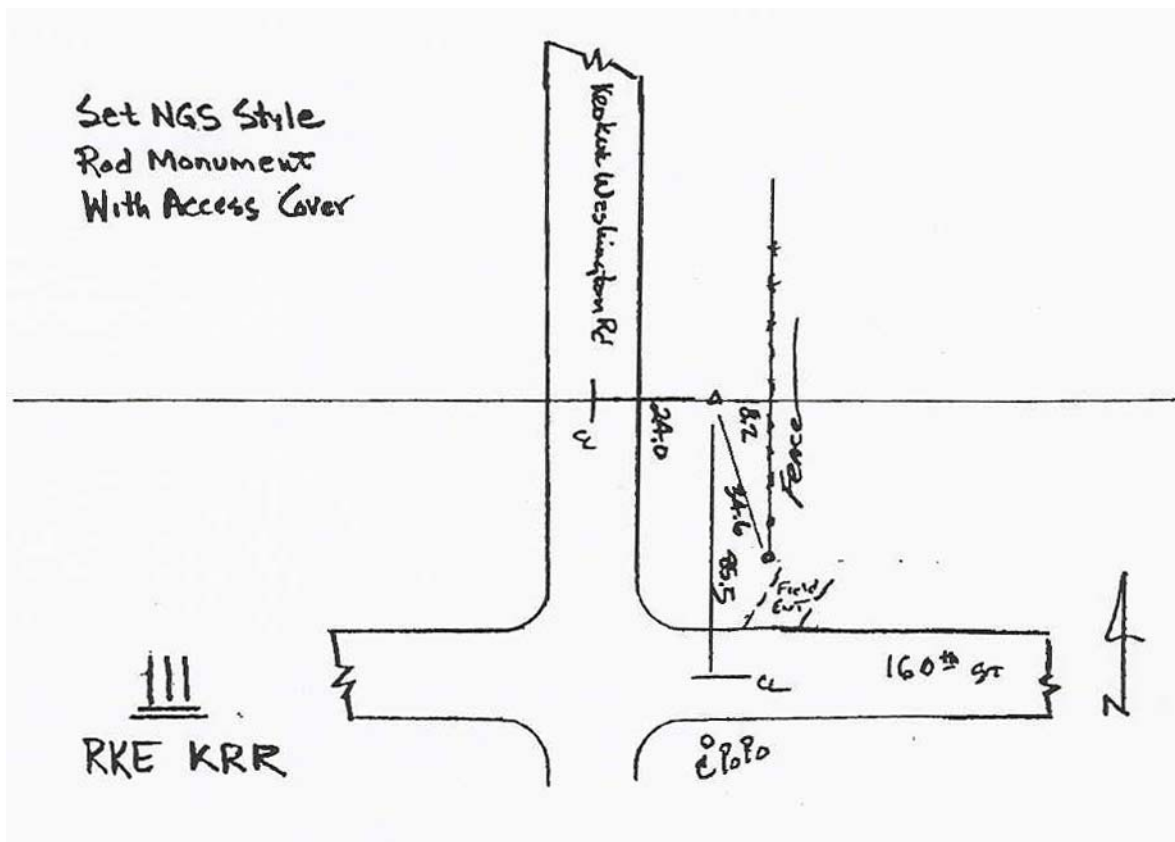 Set NGS Style
Rod Monument
With Access Cover
Keokuk Washington Rd
24.0
8.2
34.6
85.5
Fence
Field
Ent
160th ST
N
111
RKE KRR